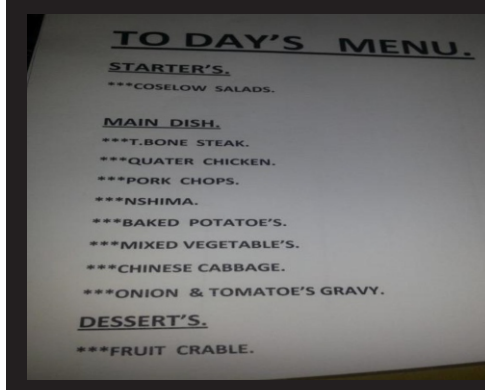 TO DAY'S MENU.
STARTER'S.
***COSELOW SALADS.
MAIN DISH.
***T.BONE STEAK.
***QUATER CHICKEN.
***PORK CHOPS.
***NSHIMA.
***BAKED POTATOE'S.
***MIXED VEGETABLE'S.
***CHINESE CABBAGE.
***ONION & TOMATOE'S GRAVY.
DESSERT'S.
***FRUIT CRABLE.